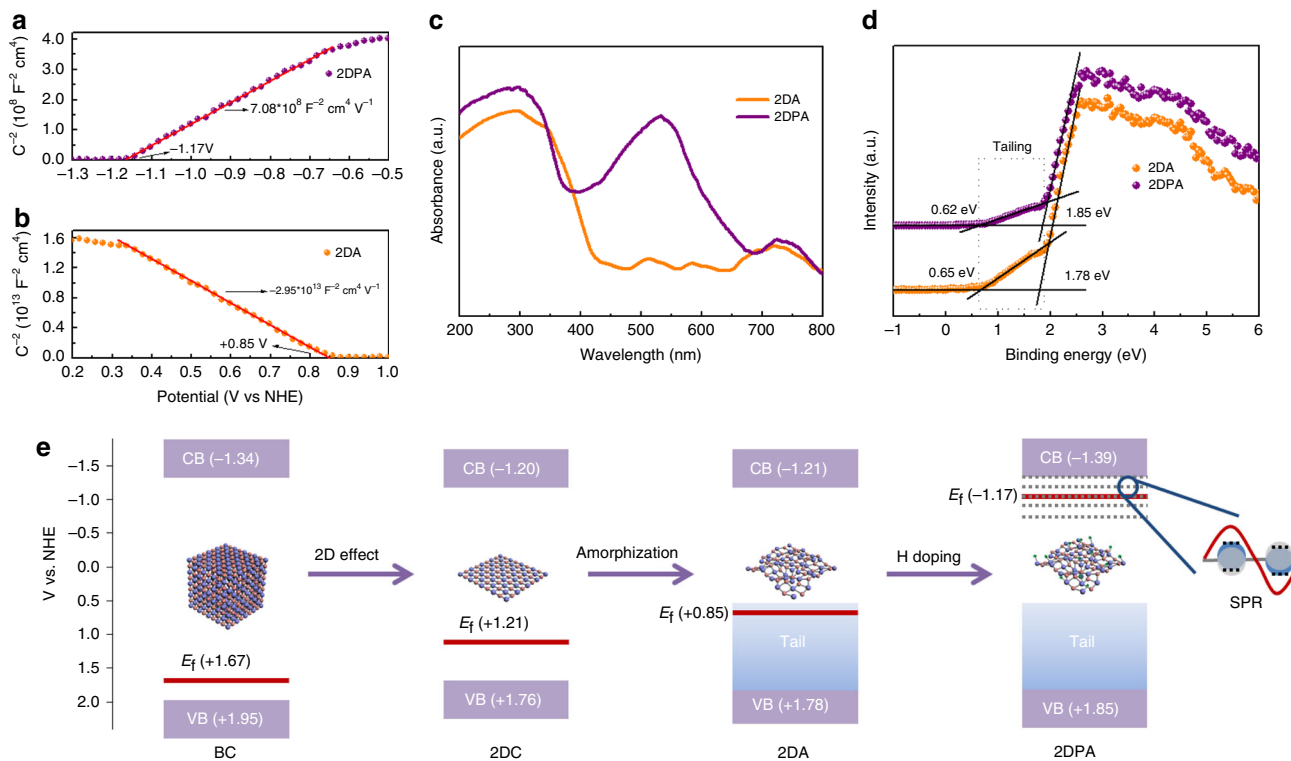 a
C⁻² (10⁸ F⁻² cm⁴)
4.0
3.0
2.0
1.0
0.0
2DPA
7.08*10⁸ F⁻² cm⁴ V⁻¹
−1.17V
−1.3 −1.2 −1.1 −1.0 −0.9 −0.8 −0.7 −0.6 −0.5
b
C⁻² (10¹³ F⁻² cm⁴)
1.6
1.2
0.8
0.4
0.0
2DA
−2.95*10¹³ F⁻² cm⁴ V⁻¹
+0.85 V
0.2 0.3 0.4 0.5 0.6 0.7 0.8 0.9 1.0
Potential (V vs NHE)
c
Absorbance (a.u.)
2DA
2DPA
200 300 400 500 600 700 800
Wavelength (nm)
d
Intensity (a.u.)
Tailing
2DA
2DPA
0.62 eV
1.85 eV
0.65 eV
1.78 eV
−1 0 1 2 3 4 5 6
Binding energy (eV)
e
V vs. NHE
−1.5
−1.0
−0.5
0.0
0.5
1.0
1.5
2.0
CB (−1.34)
Ef (+1.67)
VB (+1.95)
BC
2D effect
CB (−1.20)
Ef (+1.21)
VB (+1.76)
2DC
Amorphization
CB (−1.21)
Ef (+0.85)
Tail
VB (+1.78)
2DA
H doping
CB (−1.39)
Ef (−1.17)
Tail
VB (+1.85)
2DPA
SPR